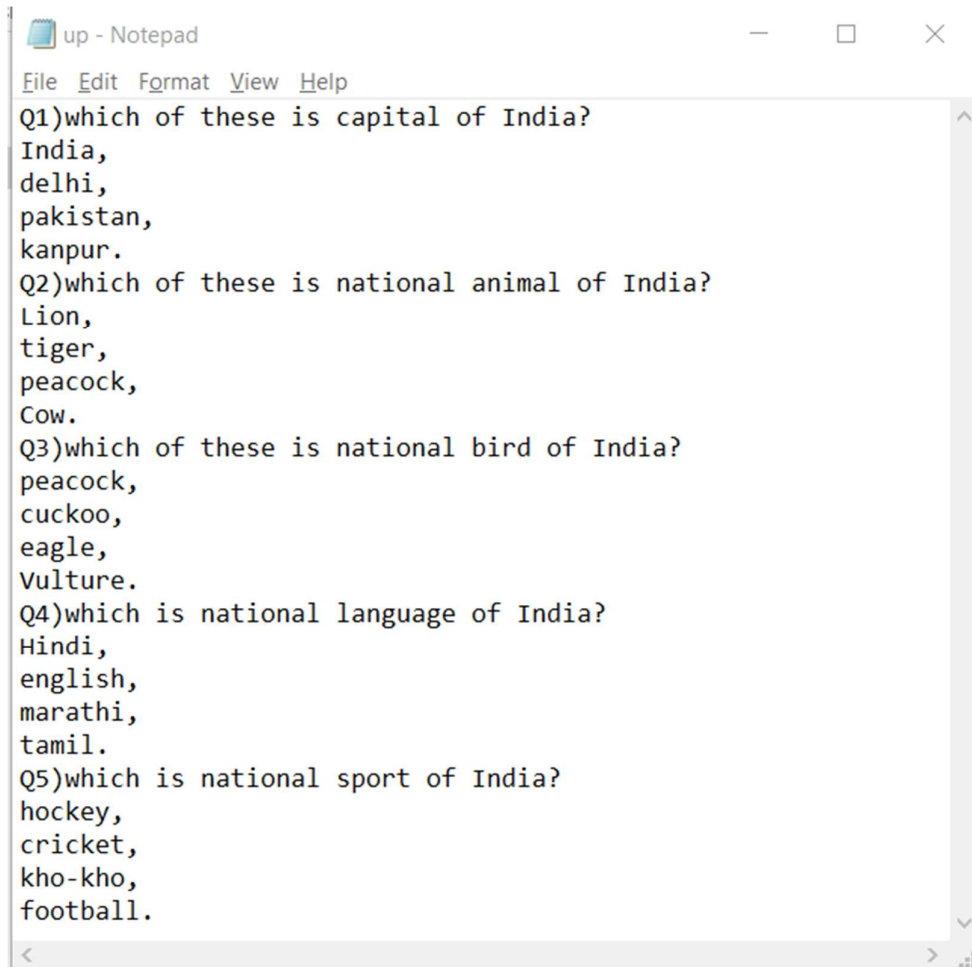 up - Notepad
File Edit Format View Help
Q1)which of these is capital of India?
India,
delhi,
pakistan,
kanpur.
Q2)which of these is national animal of India?
Lion,
tiger,
peacock,
Cow.
Q3)which of these is national bird of India?
peacock,
cuckoo,
eagle,
Vulture.
Q4)which is national language of India?
Hindi,
english,
marathi,
tamil.
Q5)which is national sport of India?
hockey,
cricket,
kho-kho,
football.